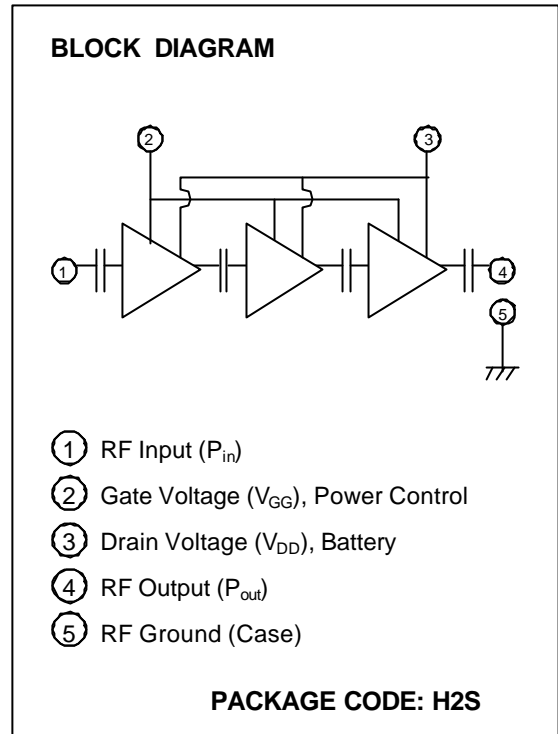 BLOCK DIAGRAM
2
3
1
4
5
1 RF Input (Pin)
2 Gate Voltage (VGG), Power Control
3 Drain Voltage (VDD), Battery
4 RF Output (Pout)
5 RF Ground (Case)
PACKAGE CODE: H2S